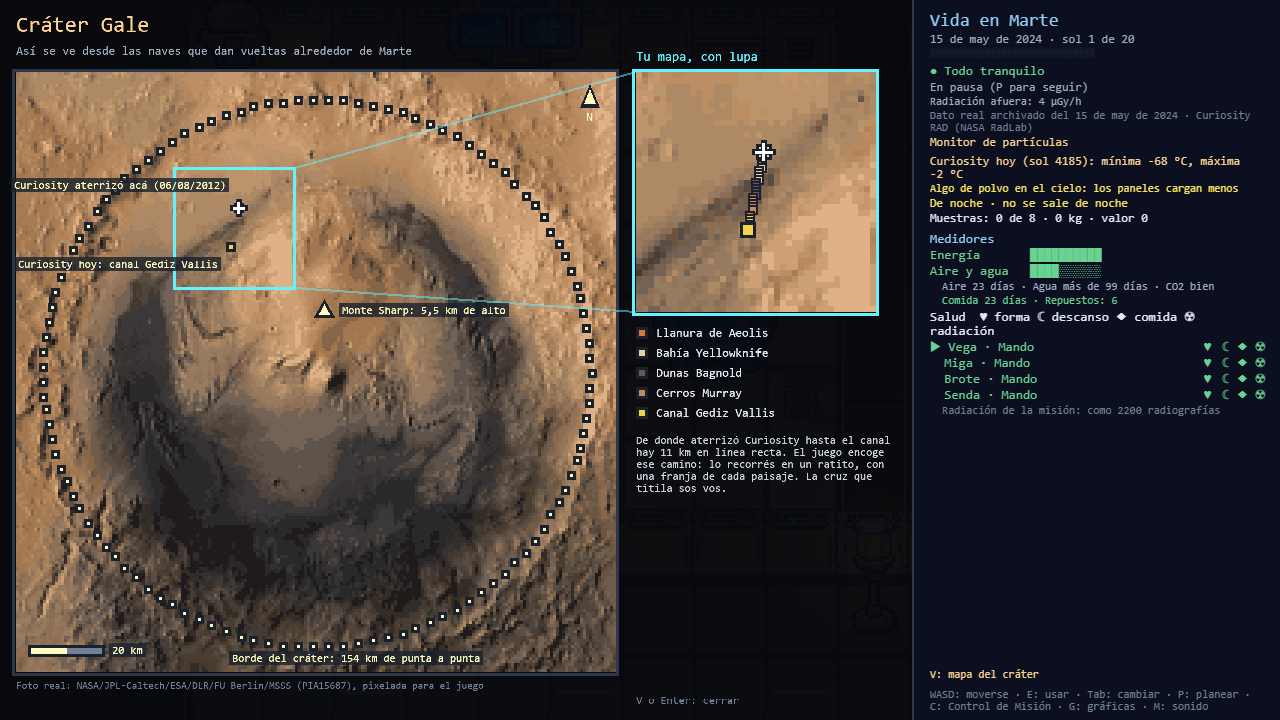 Cráter Gale
Así se ve desde las naves que dan vueltas alrededor de Marte
N
Curiosity aterrizó acá (06/08/2012)
Curiosity hoy: canal Gediz Vallis
Monte Sharp: 5,5 km de alto
20 km
Borde del cráter: 154 km de punta a punta
Foto real: NASA/JPL-Caltech/ESA/DLR/FU Berlin/MSSS (PIA15687), pixelada para el juego
Tu mapa, con lupa
Llanura de Aeolis
Bahía Yellowknife
Dunas Bagnold
Cerros Murray
Canal Gediz Vallis
De donde aterrizó Curiosity hasta el canal
hay 11 km en línea recta. El juego encoge
ese camino: lo recorrés en un ratito, con
una franja de cada paisaje. La cruz que
titila sos vos.
V o Enter: cerrar
Vida en Marte
15 de may de 2024 · sol 1 de 20
● Todo tranquilo
En pausa (P para seguir)
Radiación afuera: 4 µGy/h
Dato real archivado del 15 de may de 2024 · Curiosity
RAD (NASA RadLab)
Monitor de partículas
Curiosity hoy (sol 4185): mínima -68 °C, máxima
-2 °C
Algo de polvo en el cielo: los paneles cargan menos
De noche · no se sale de noche
Muestras: 0 de 8 · 0 kg · valor 0
Medidores
Energía
Aire y agua
Aire 23 días · Agua más de 99 días · CO2 bien
Comida 23 días · Repuestos: 6
Salud ♥ forma ☾ descanso ◆ comida ☢
radiación
▶ Vega · Mando ♥ ☾ ◆ ☢
Miga · Mando ♥ ☾ ◆ ☢
Brote · Mando ♥ ☾ ◆ ☢
Senda · Mando ♥ ☾ ◆ ☢
Radiación de la misión: como 2200 radiografías
V: mapa del cráter
WASD: moverse · E: usar · Tab: cambiar · P: planear ·
C: Control de Misión · G: gráficas · M: sonido